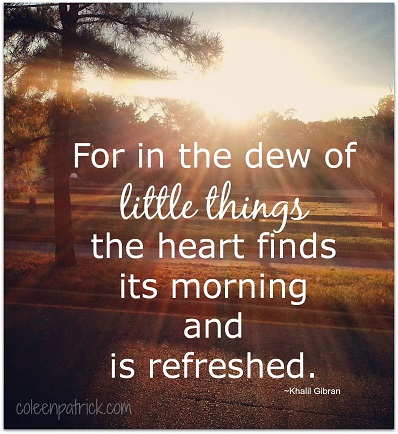 For in the dew of
little things
the heart finds
its morning
and
is refreshed.
~Khalil Gibran
coleenpatrick.com